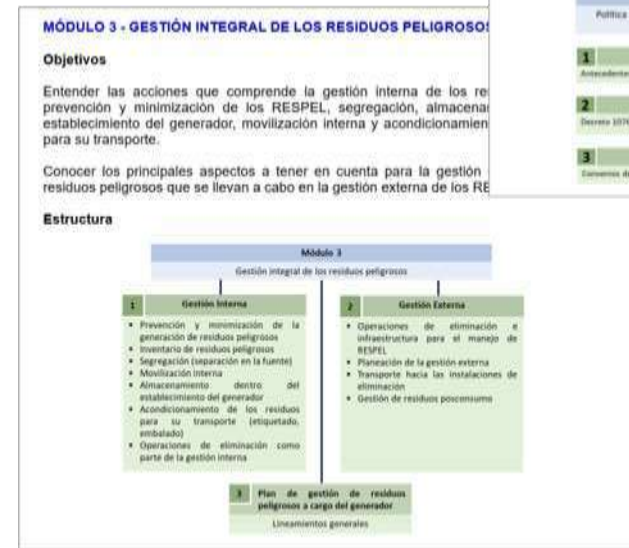 MÓDULO 3 - GESTIÓN INTEGRAL DE LOS RESIDUOS PELIGROSOS
Objetivos
Entender las acciones que comprende la gestión interna de los
prevención y minimización de los RESPEL, segregación,
establecimiento del generador, movilización interna y
para su transporte.
Conocer los principales aspectos a tener en cuenta para la gestión
residuos peligrosos que se llevan a cabo en la gestión externa de los
Estructura
Módulo 3
Gestión integral de los residuos peligrosos
1 Gestión Interna
• Prevención y minimización de la
generación de residuos peligrosos
• Inventario de residuos peligrosos
• Segregación (separación en la fuente)
• Movilización interna
• Almacenamiento dentro del
establecimiento del generador
• Acondicionamiento de los residuos
para su transporte (etiquetado,
embalado)
• Operaciones de eliminación como
parte de la gestión interna
2 Gestión Externa
• Operaciones de eliminación e
infraestructura para el manejo de
RESPEL
• Planeación de la gestión externa
• Transporte hacia las instalaciones de
eliminación
• Gestión de residuos posconsumo
3 Plan de gestión de residuos
peligrosos a cargo del generador
Lineamientos generales
Política
1
Antecedentes
2
Decreto
3